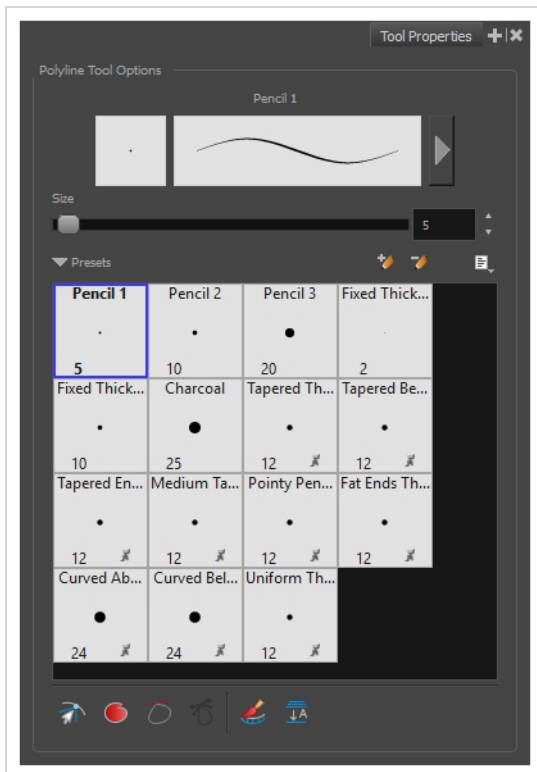 Tool Properties
Polyline Tool Options
Pencil 1
Size
5
Presets
Pencil 1 Pencil 2 Pencil 3 Fixed Thick...
5 10 20 2
Fixed Thick... Charcoal Tapered Th... Tapered Be...
10 25 12 12
Tapered En... Medium Ta... Pointy Pen... Fat Ends Th...
12 12 12 12
Curved Ab... Curved Bel... Uniform Th...
24 24 12
A